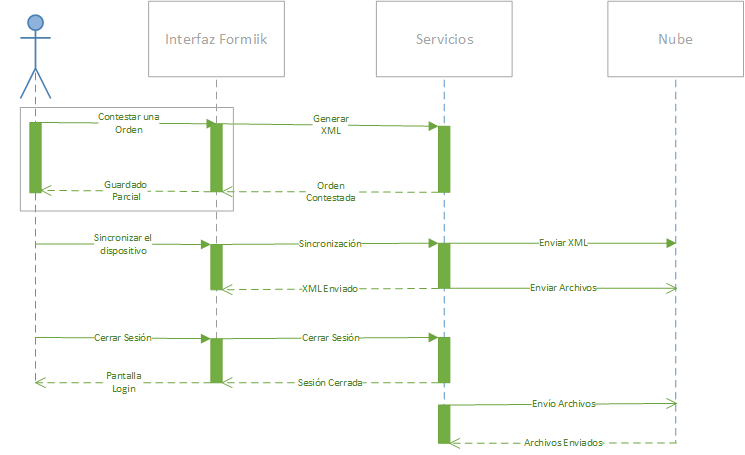 Interfaz Formiik
Servicios
Nube
Contestar una
Orden
Generar
XML
Guardado
Parcial
Orden
Contestada
Sincronizar el
dispositivo
Sincronización
Enviar XML
XML Enviado
Enviar Archivos
Cerrar Sesión
Cerrar Sesión
Pantalla
Login
Sesión Cerrada
Envío Archivos
Archivos Enviados